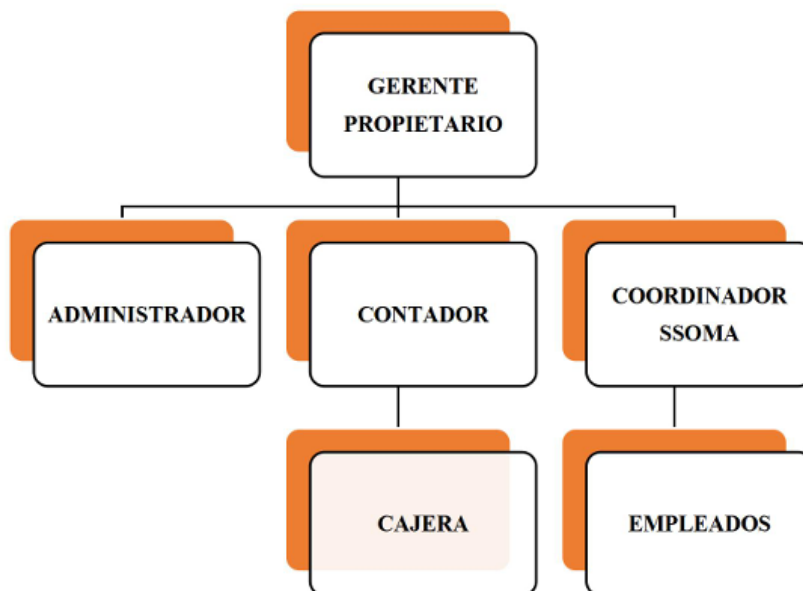 GERENTE
PROPIETARIO
ADMINISTRADOR
CONTADOR
COORDINADOR
SSOMA
CAJERA
EMPLEADOS